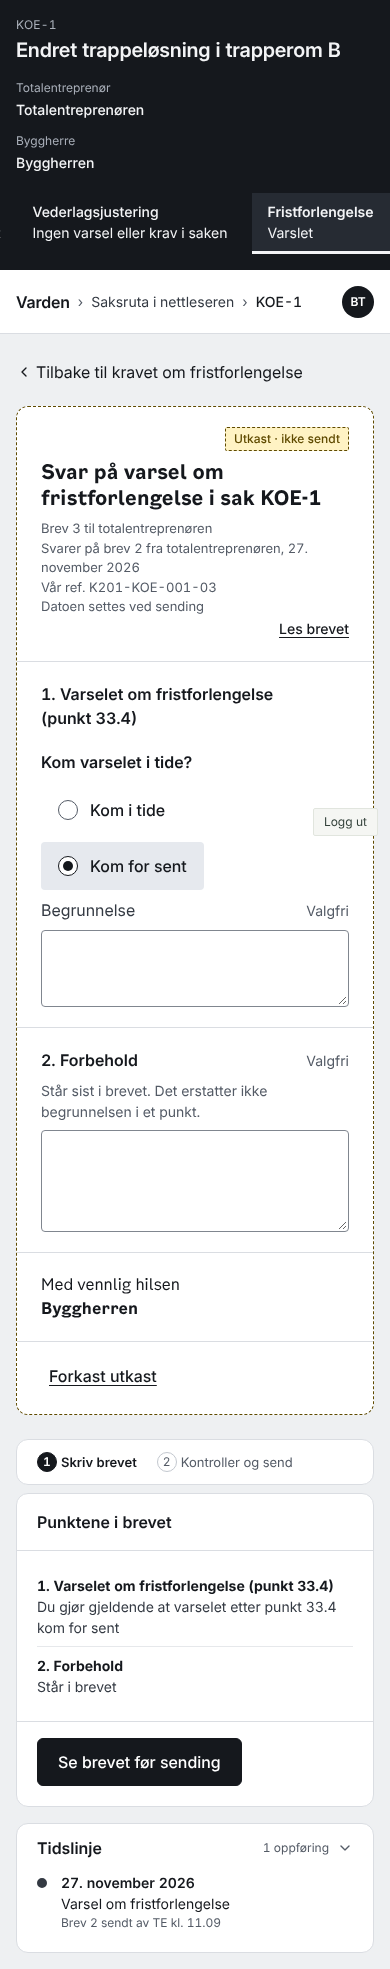 KOE-1
Endret trappeløsning i trapperom B
Totalentreprenør
Totalentreprenøren
Byggherre
Byggherren
Vederlagsjustering
Ingen varsel eller krav i saken
Fristforlengelse
Varslet
Varden › Saksruta i nettleseren › KOE-1
BT
Tilbake til kravet om fristforlengelse
Utkast · ikke sendt
Svar på varsel om
fristforlengelse i sak KOE-1
Brev 3 til totalentreprenøren
Svarer på brev 2 fra totalentreprenøren, 27.
november 2026
Vår ref. K201-KOE-001-03
Datoen settes ved sending
Les brevet
1. Varselet om fristforlengelse
(punkt 33.4)
Kom varselet i tide?
Kom i tide
Logg ut
Kom for sent
Begrunnelse Valgfri
2. Forbehold Valgfri
Står sist i brevet. Det erstatter ikke
begrunnelsen i et punkt.
Med vennlig hilsen
Byggherren
Forkast utkast
1 Skriv brevet 2 Kontroller og send
Punktene i brevet
1. Varselet om fristforlengelse (punkt 33.4)
Du gjør gjeldende at varselet etter punkt 33.4
kom for sent
2. Forbehold
Står i brevet
Se brevet før sending
Tidslinje 1 oppføring
27. november 2026
Varsel om fristforlengelse
Brev 2 sendt av TE kl. 11.09